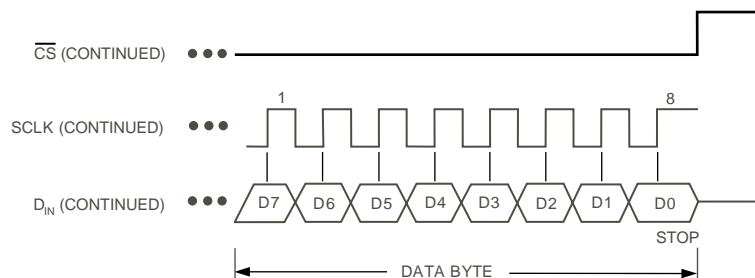 CS (CONTINUED)
1 8
SCLK (CONTINUED)
DIN (CONTINUED) D7 D6 D5 D4 D3 D2 D1 D0
STOP
DATA BYTE